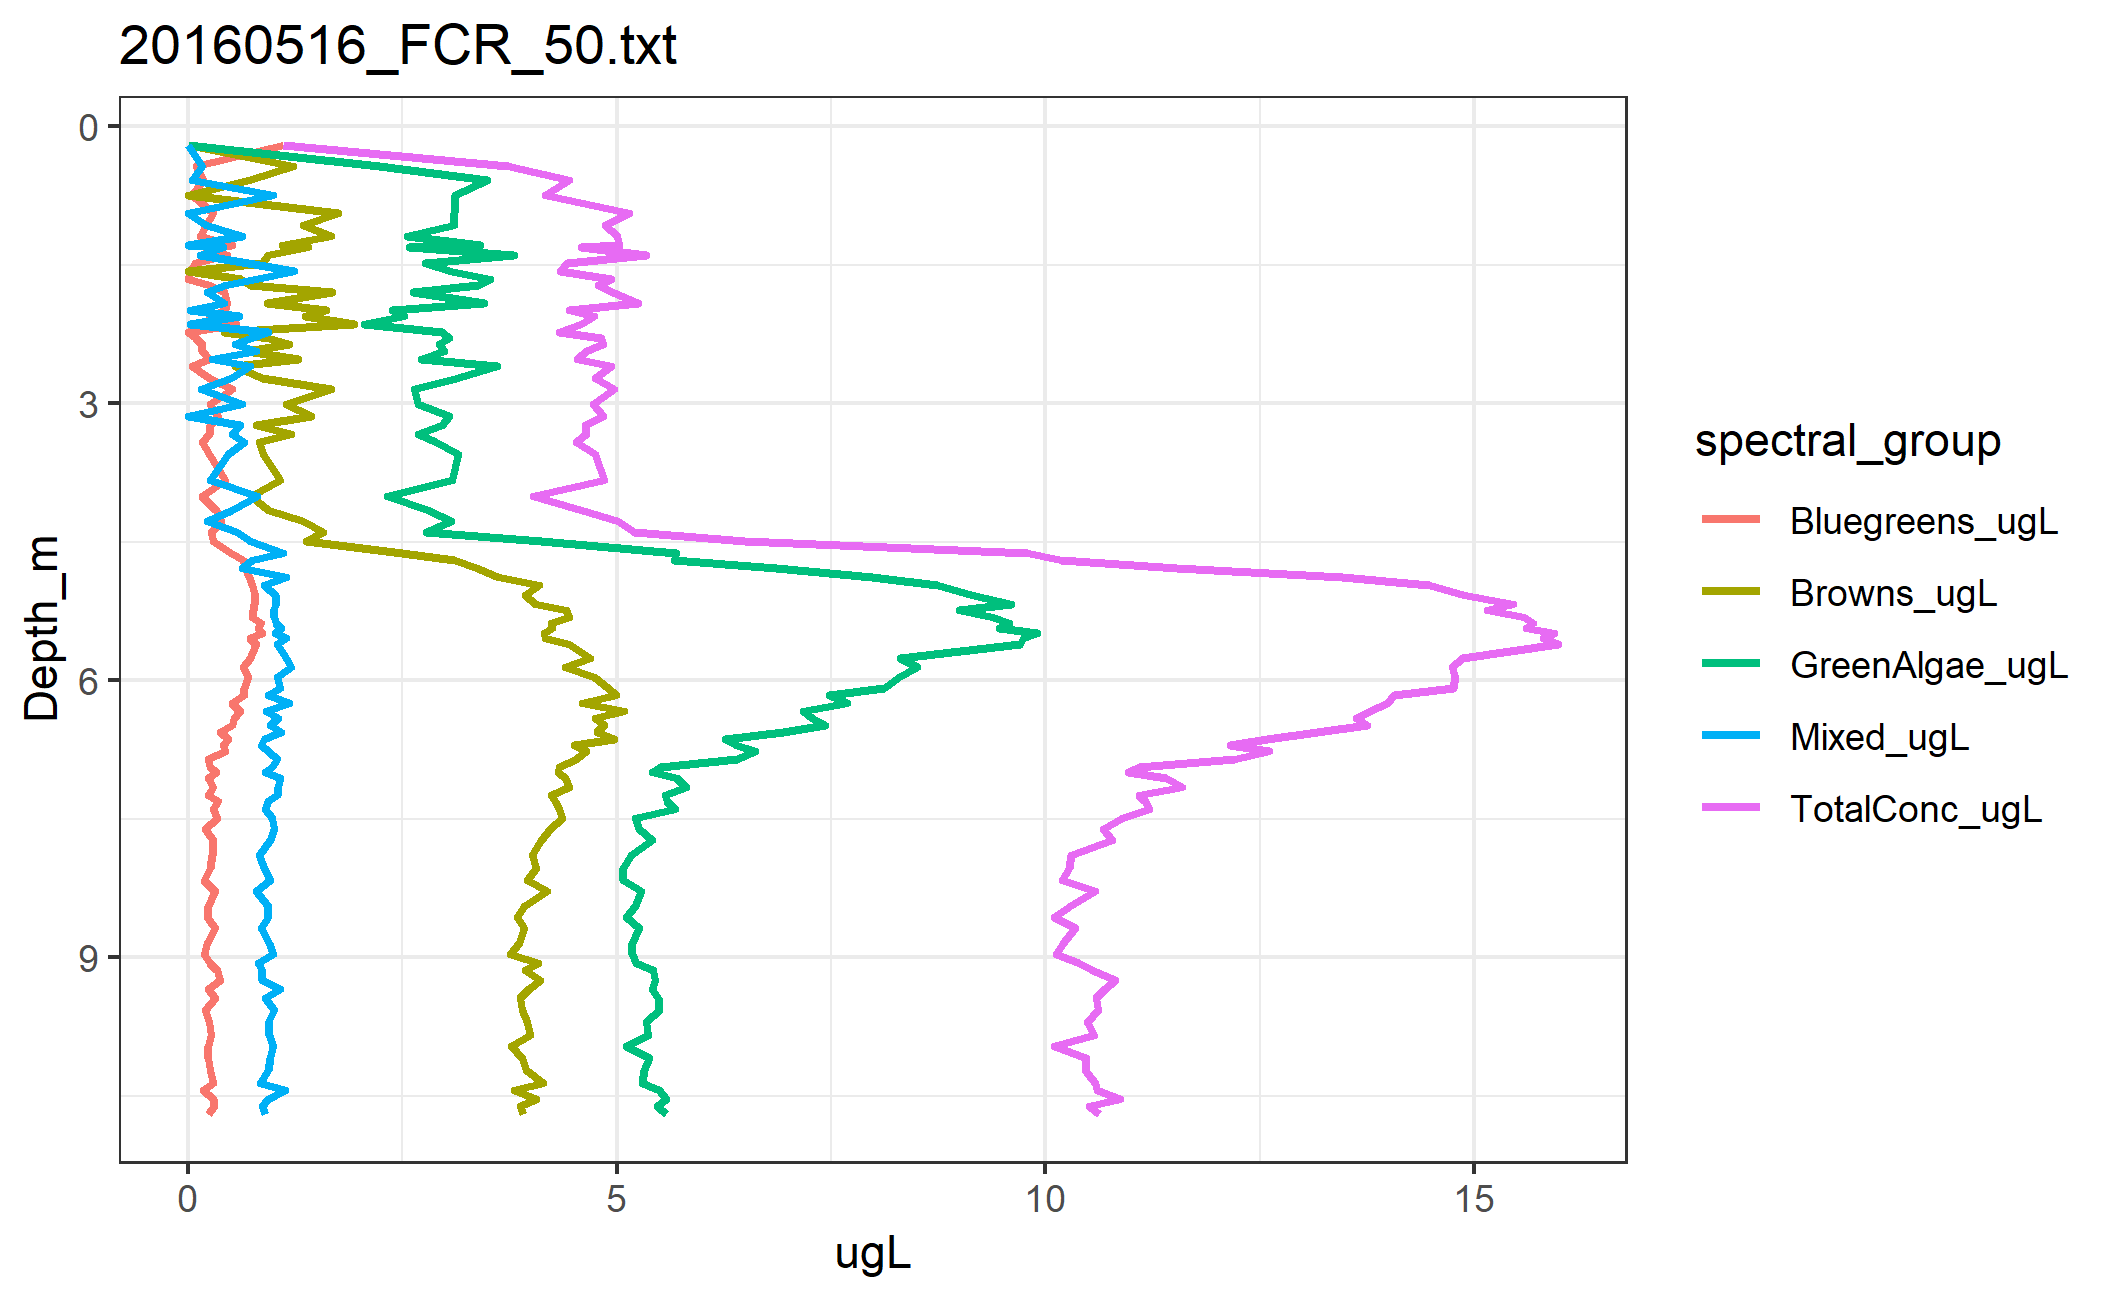 20160516_FCR_50.txt
0
3
6
9
Depth_m
0 5 10 15
ugL
spectral_group
Bluegreens_ugL
Browns_ugL
GreenAlgae_ugL
Mixed_ugL
TotalConc_ugL